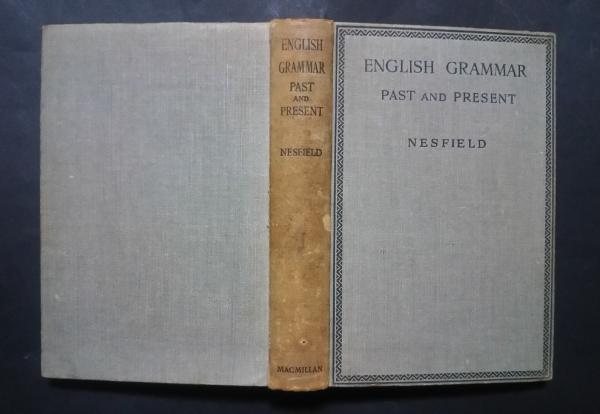 ENGLISH
GRAMMAR
PAST
AND
PRESENT
NESFIELD
MACMILLAN
ENGLISH GRAMMAR
PAST AND PRESENT
NESFIELD